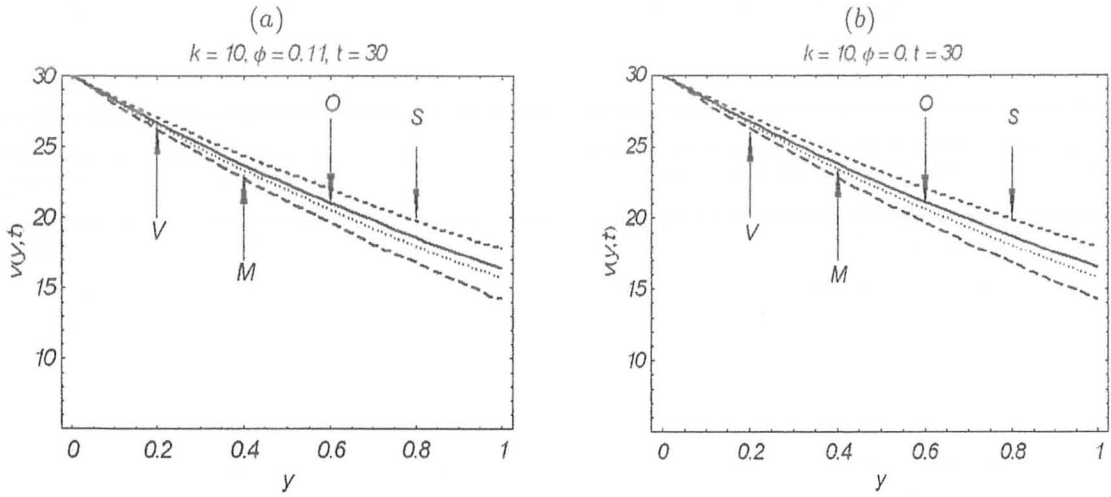 (a)
k = 10, ϕ = 0.11, t = 30
30
25
20
15
10
0 0.2 0.4 0.6 0.8 1
y
v(y,t)
V
M
O
S
(b)
k = 10, ϕ = 0, t = 30
30
25
20
15
10
0 0.2 0.4 0.6 0.8 1
y
v(y,t)
V
M
O
S